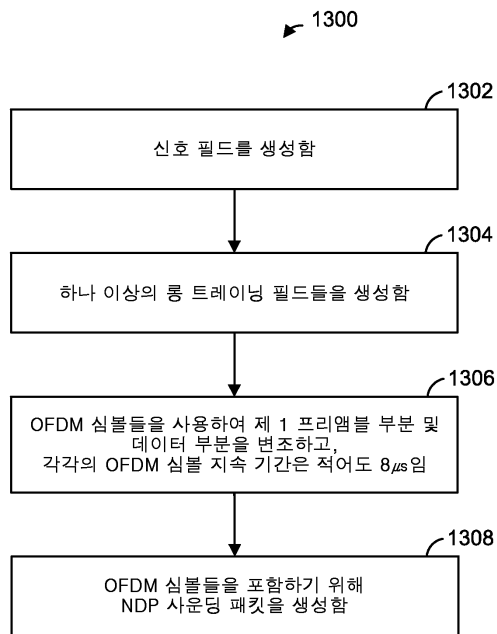 1300
1302
신호 필드를 생성함
1304
하나 이상의 롱 트레이닝 필드들을 생성함
1306
OFDM 심볼들을 사용하여 제 1 프리앰블 부분 및
데이터 부분을 변조하고,
각각의 OFDM 심볼 지속 기간은 적어도 8㎲임
1308
OFDM 심볼들을 포함하기 위해
NDP 사운딩 패킷을 생성함